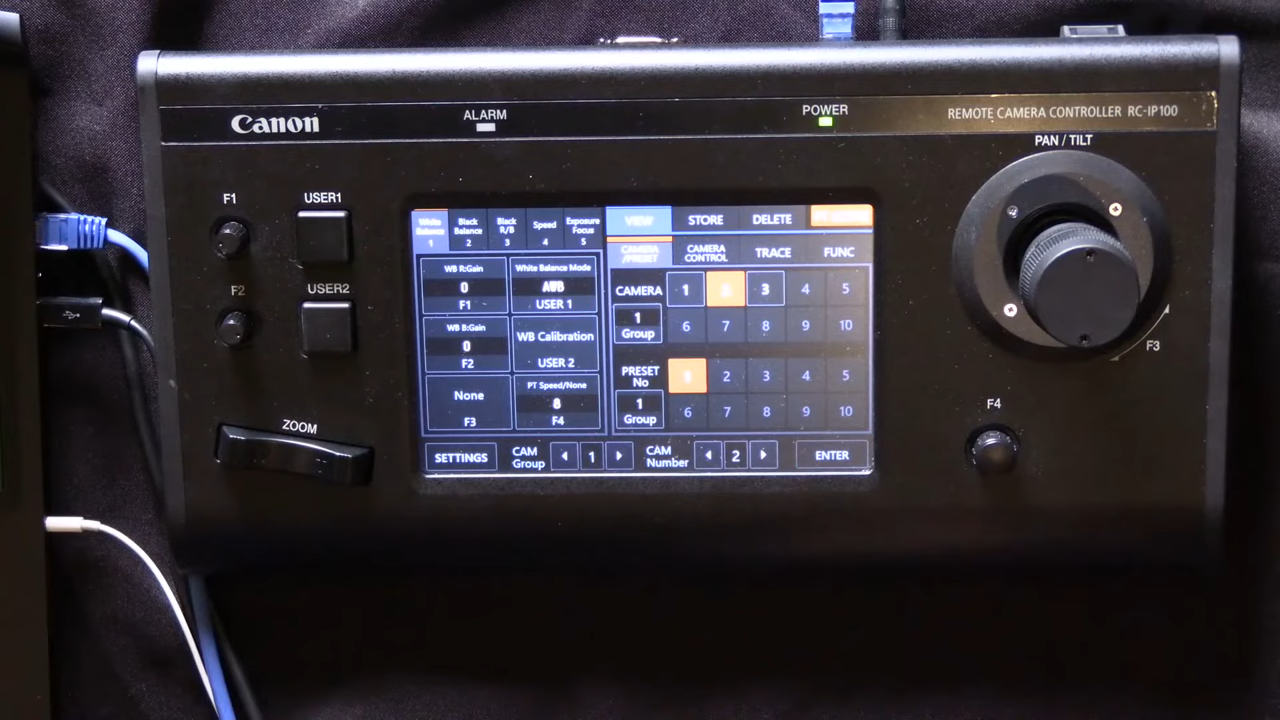 Canon
ALARM
POWER
REMOTE CAMERA CONTROLLER RC-IP100
PAN / TILT
F1
USER1
F2
USER2
ZOOM
F3
F4
White Balance 1
Black Balance 2
Black R/B 3
Speed 4
Exposure Focus 5
VIEW
STORE
DELETE
CAMERA /PRESET
CAMERA CONTROL
TRACE
FUNC
WB R:Gain
0
F1
White Balance Mode
AWB
USER 1
WB B:Gain
0
F2
WB Calibration
USER 2
None
F3
PT Speed/None
8
F4
CAMERA
1 2 3 4 5
1 Group
6 7 8 9 10
PRESET No
1 2 3 4 5
1 Group
6 7 8 9 10
SETTINGS
CAM Group
1
CAM Number
2
ENTER